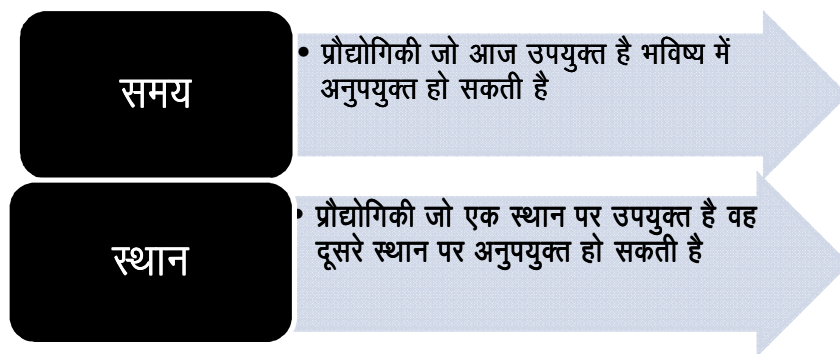 समय
• प्रौद्योगिकी जो आज उपयुक्त है भविष्य में
अनुपयुक्त हो सकती है
स्थान
• प्रौद्योगिकी जो एक स्थान पर उपयुक्त है वह
दूसरे स्थान पर अनुपयुक्त हो सकती है